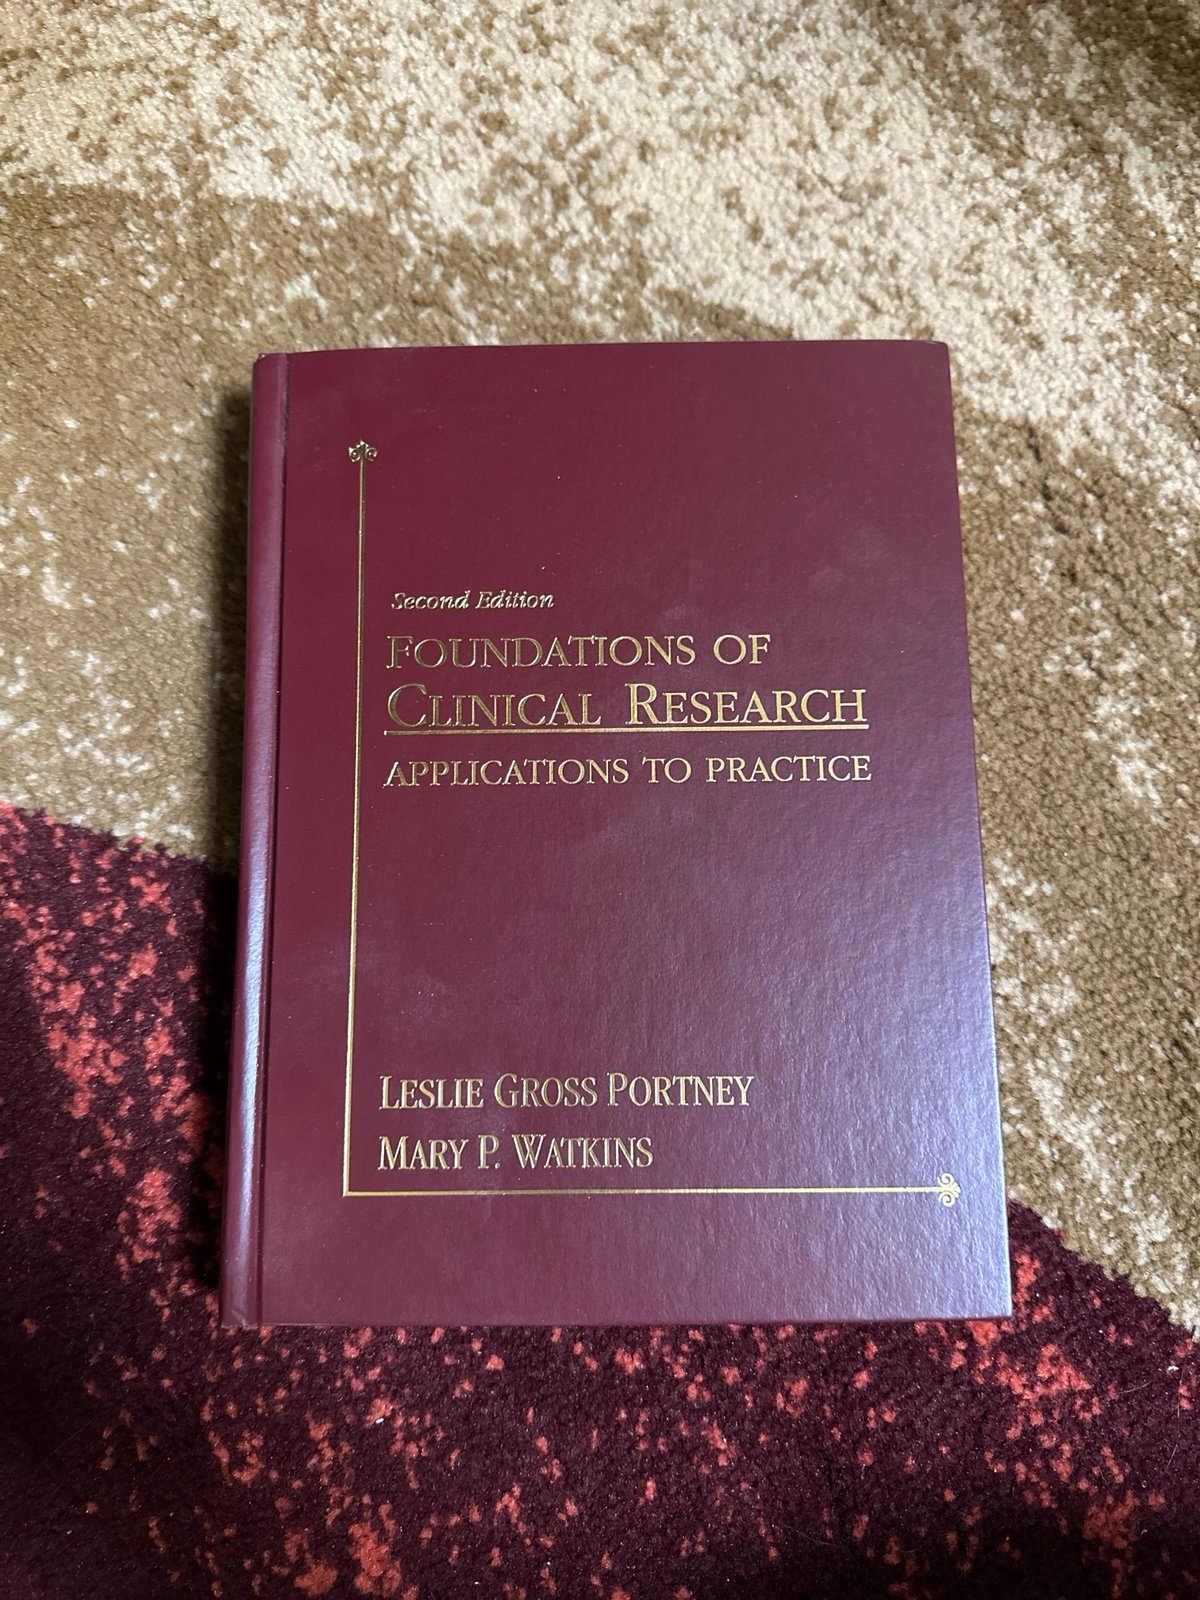 Second Edition
FOUNDATIONS OF
CLINICAL RESEARCH
APPLICATIONS TO PRACTICE
LESLIE GROSS PORTNEY
MARY P. WATKINS